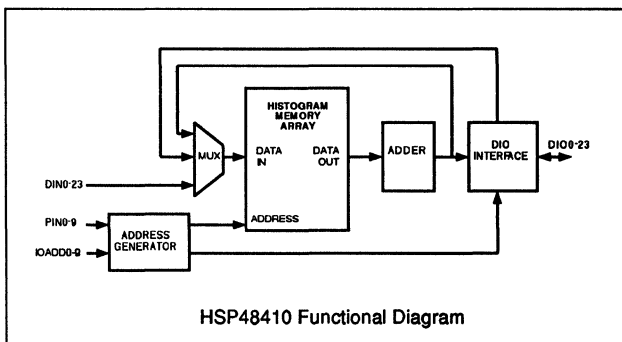 HISTOGRAM
MEMORY
ARRAY
MUX
DATA
IN
DATA
OUT
ADDER
DIO
INTERFACE
DIO0-23
DIN0-23
PIN0-9
IOADD0-9
ADDRESS
GENERATOR
ADDRESS
HSP48410 Functional Diagram